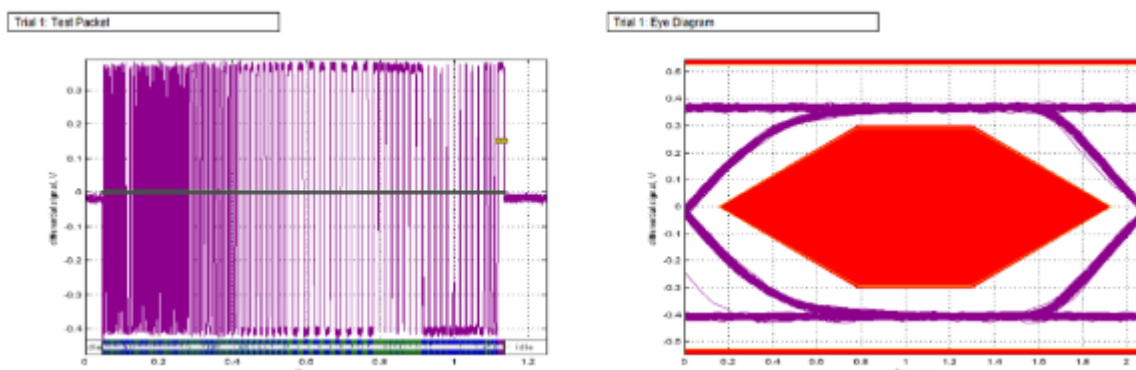 Trial 1: Test Packet
0.3
0.2
0.1
0
-0.1
-0.2
-0.3
-0.4
differential signal, V
idle
0 0.2 0.4 0.6 0.8 1 1.2
Trial 1: Eye Diagram
0.5
0.4
0.3
0.2
0.1
0
-0.1
-0.2
-0.3
-0.4
-0.5
differential signal, V
0 0.2 0.4 0.6 0.8 1 1.2 1.4 1.6 1.8 2